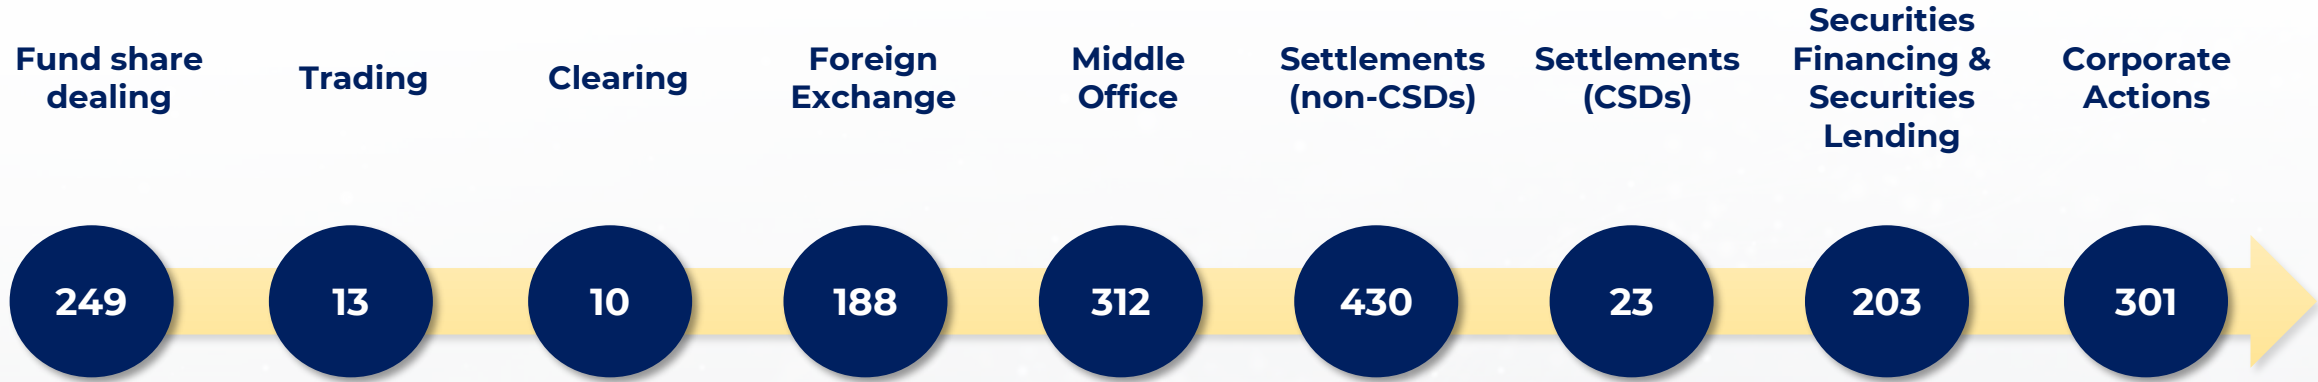 Fund share
dealing
Trading
Clearing
Foreign
Exchange
Middle
Office
Settlements
(non-CSDs)
Settlements
(CSDs)
Securities
Financing &
Securities
Lending
Corporate
Actions
249
13
10
188
312
430
23
203
301